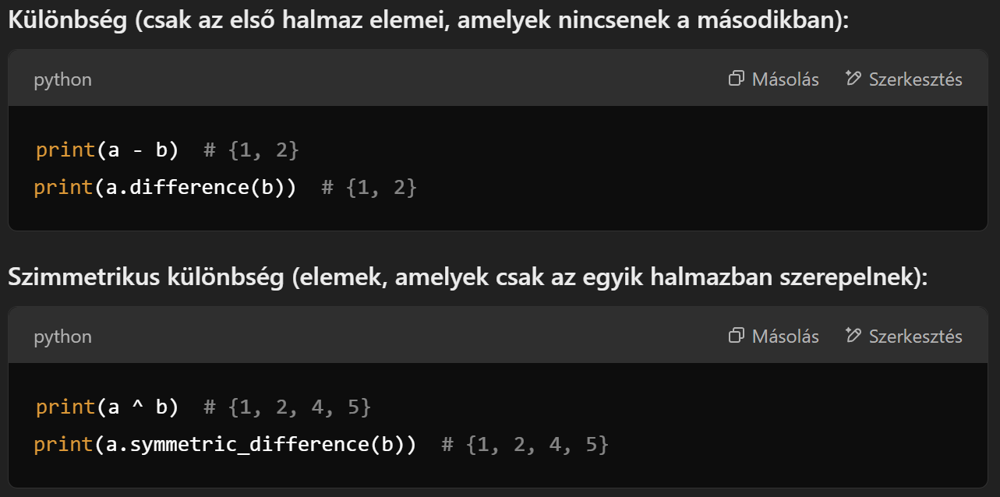 Különbség (csak az első halmaz elemei, amelyek nincsenek a másodikban):
python Másolás Szerkesztés
print(a - b)  # {1, 2}
print(a.difference(b))  # {1, 2}
Szimmetrikus különbség (elemek, amelyek csak az egyik halmazban szerepelnek):
python Másolás Szerkesztés
print(a ^ b)  # {1, 2, 4, 5}
print(a.symmetric_difference(b))  # {1, 2, 4, 5}